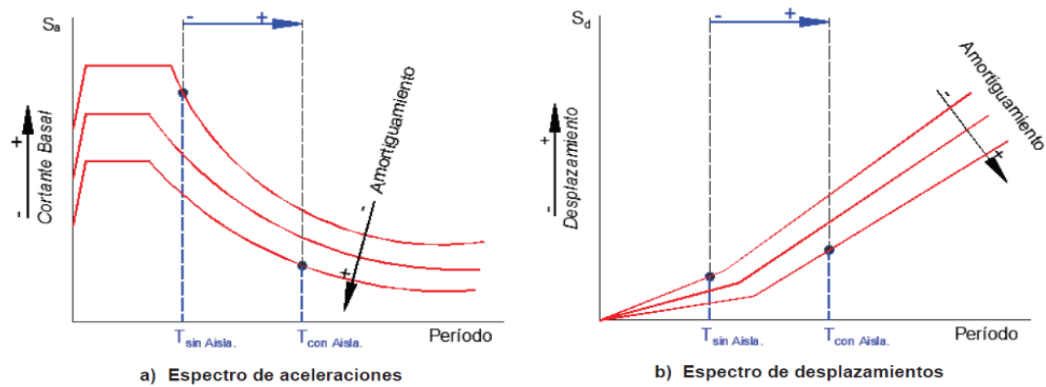 Sa
- +
+ Cortante Basal -
Amortiguamiento
-
+
T sin Aisla. T con Aisla. Período
a) Espectro de aceleraciones
Sd
- +
+ Desplazamiento -
Amortiguamiento
-
+
T sin Aisla. T con Aisla. Período
b) Espectro de desplazamientos